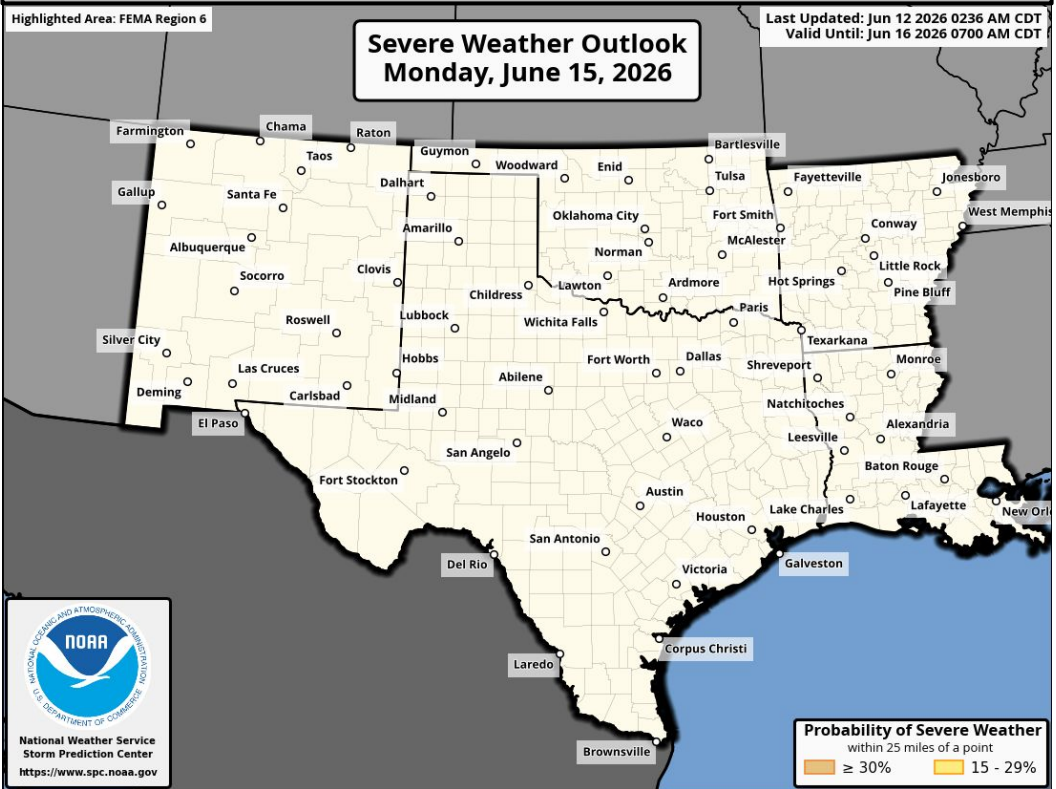 Highlighted Area: FEMA Region 6
Last Updated: Jun 12 2026 0236 AM CDT
Valid Until: Jun 16 2026 0700 AM CDT
Severe Weather Outlook
Monday, June 15, 2026
Farmington
Chama
Raton
Taos
Guymon
Woodward
Enid
Bartlesville
Tulsa
Fayetteville
Jonesboro
Gallup
Santa Fe
Dalhart
Amarillo
Oklahoma City
Fort Smith
West Memphis
Albuquerque
Norman
McAlester
Conway
Socorro
Clovis
Childress
Lawton
Ardmore
Hot Springs
Little Rock
Pine Bluff
Roswell
Lubbock
Wichita Falls
Paris
Texarkana
Silver City
Hobbs
Fort Worth
Dallas
Shreveport
Monroe
Las Cruces
Deming
Carlsbad
Midland
Abilene
Natchitoches
El Paso
Waco
Leesville
Alexandria
San Angelo
Fort Stockton
Baton Rouge
Austin
Houston
Lake Charles
Lafayette
New Orl
San Antonio
Del Rio
Victoria
Galveston
Laredo
Corpus Christi
Brownsville
NATIONAL OCEANIC AND ATMOSPHERIC ADMINISTRATION
NOAA
U.S. DEPARTMENT OF COMMERCE
National Weather Service
Storm Prediction Center
https://www.spc.noaa.gov
Probability of Severe Weather
within 25 miles of a point
≥ 30%
15 - 29%